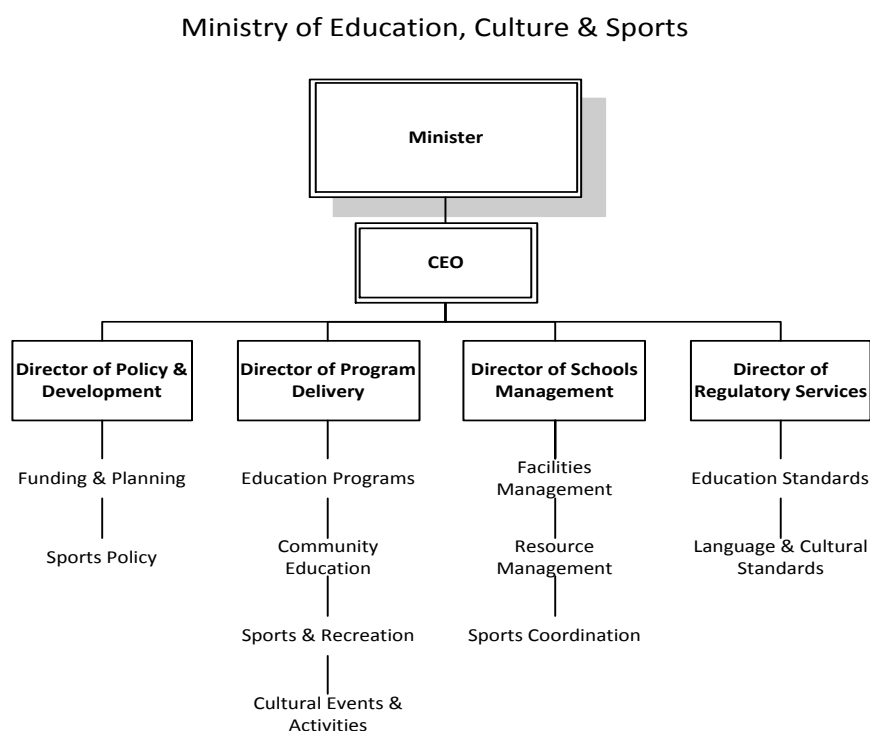 Ministry of Education, Culture & Sports
Minister
CEO
Director of Policy &
Development
Director of Program
Delivery
Director of Schools
Management
Director of
Regulatory Services
Funding & Planning
Sports Policy
Education Programs
Community
Education
Sports & Recreation
Cultural Events &
Activities
Facilities
Management
Resource
Management
Sports Coordination
Education Standards
Language & Cultural
Standards